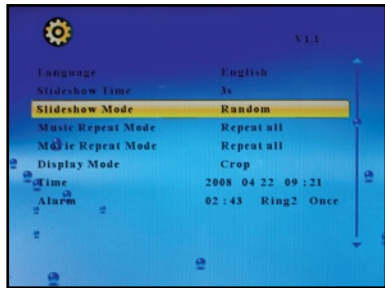 V1.1
Language English
Slideshow Time 3s
Slideshow Mode Random
Music Repeat Mode Repeat all
Movie Repeat Mode Repeat all
Display Mode Crop
Time 2008 04 22 09:21
Alarm 02:43 Ring2 Once